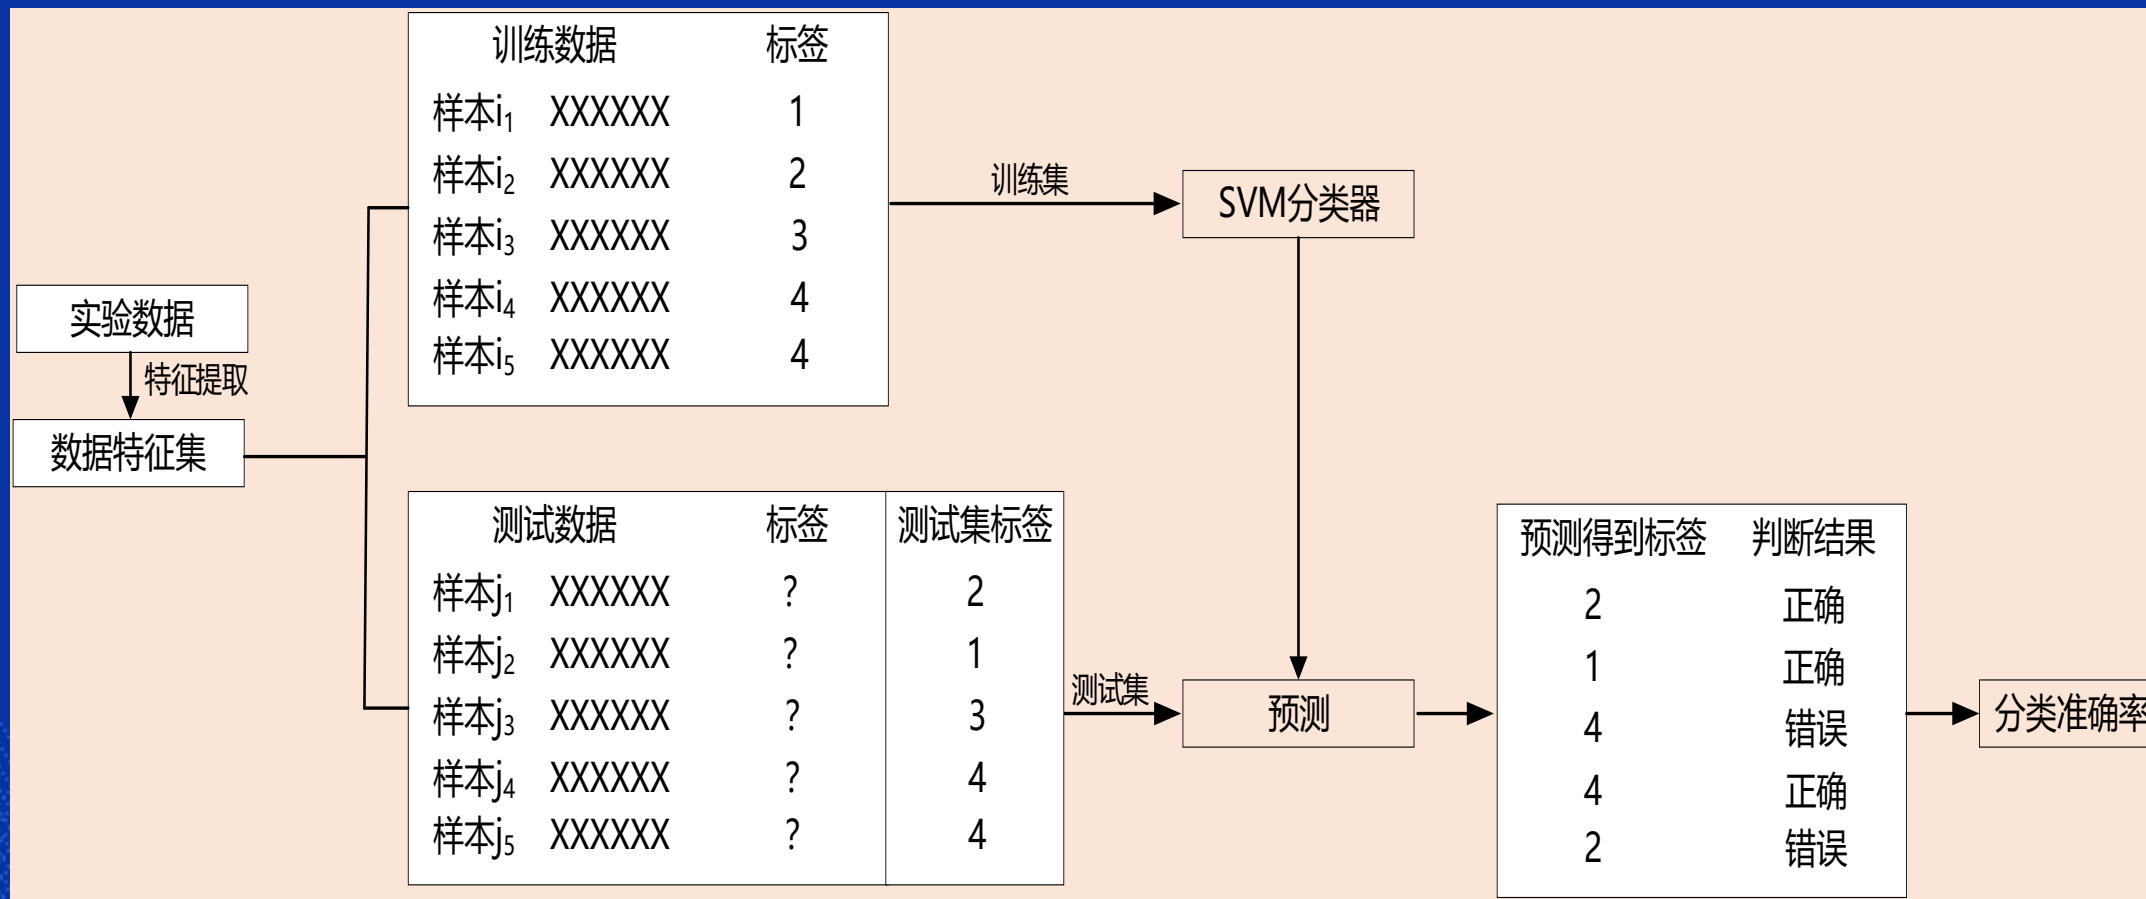 训练数据 标签
样本i₁ XXXXXX 1
样本i₂ XXXXXX 2
样本i₃ XXXXXX 3
样本i₄ XXXXXX 4
样本i₅ XXXXXX 4
训练集
SVM分类器
实验数据
特征提取
数据特征集
测试数据 标签 测试集标签
样本j₁ XXXXXX ? 2
样本j₂ XXXXXX ? 1
样本j₃ XXXXXX ? 3
样本j₄ XXXXXX ? 4
样本j₅ XXXXXX ? 4
测试集
预测
预测得到标签 判断结果
2 正确
1 正确
4 错误
4 正确
2 错误
分类准确率